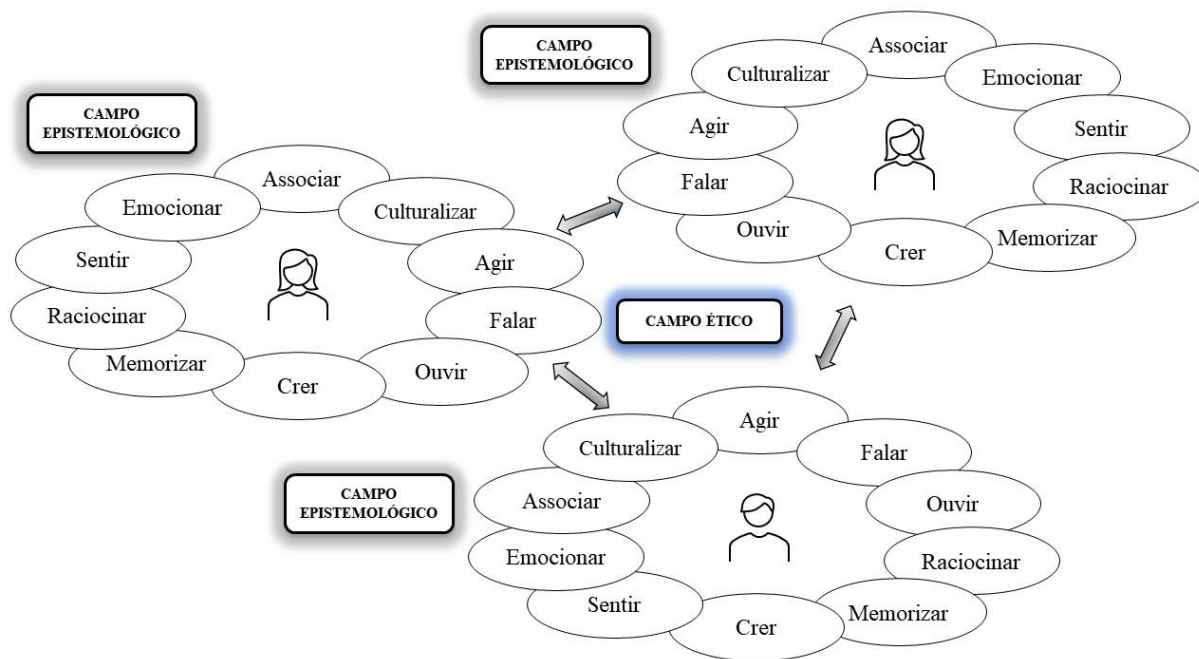 CAMPO
EPISTEMOLÓGICO
Associar
Emocionar
Culturalizar
Sentir
Agir
Raciocinar
Falar
Memorizar
Ouvir
Crer
CAMPO
EPISTEMOLÓGICO
Associar
Culturalizar
Emocionar
Agir
Sentir
Falar
Raciocinar
Ouvir
Memorizar
Crer
CAMPO ÉTICO
CAMPO
EPISTEMOLÓGICO
Agir
Culturalizar
Falar
Associar
Ouvir
Emocionar
Raciocinar
Sentir
Memorizar
Crer